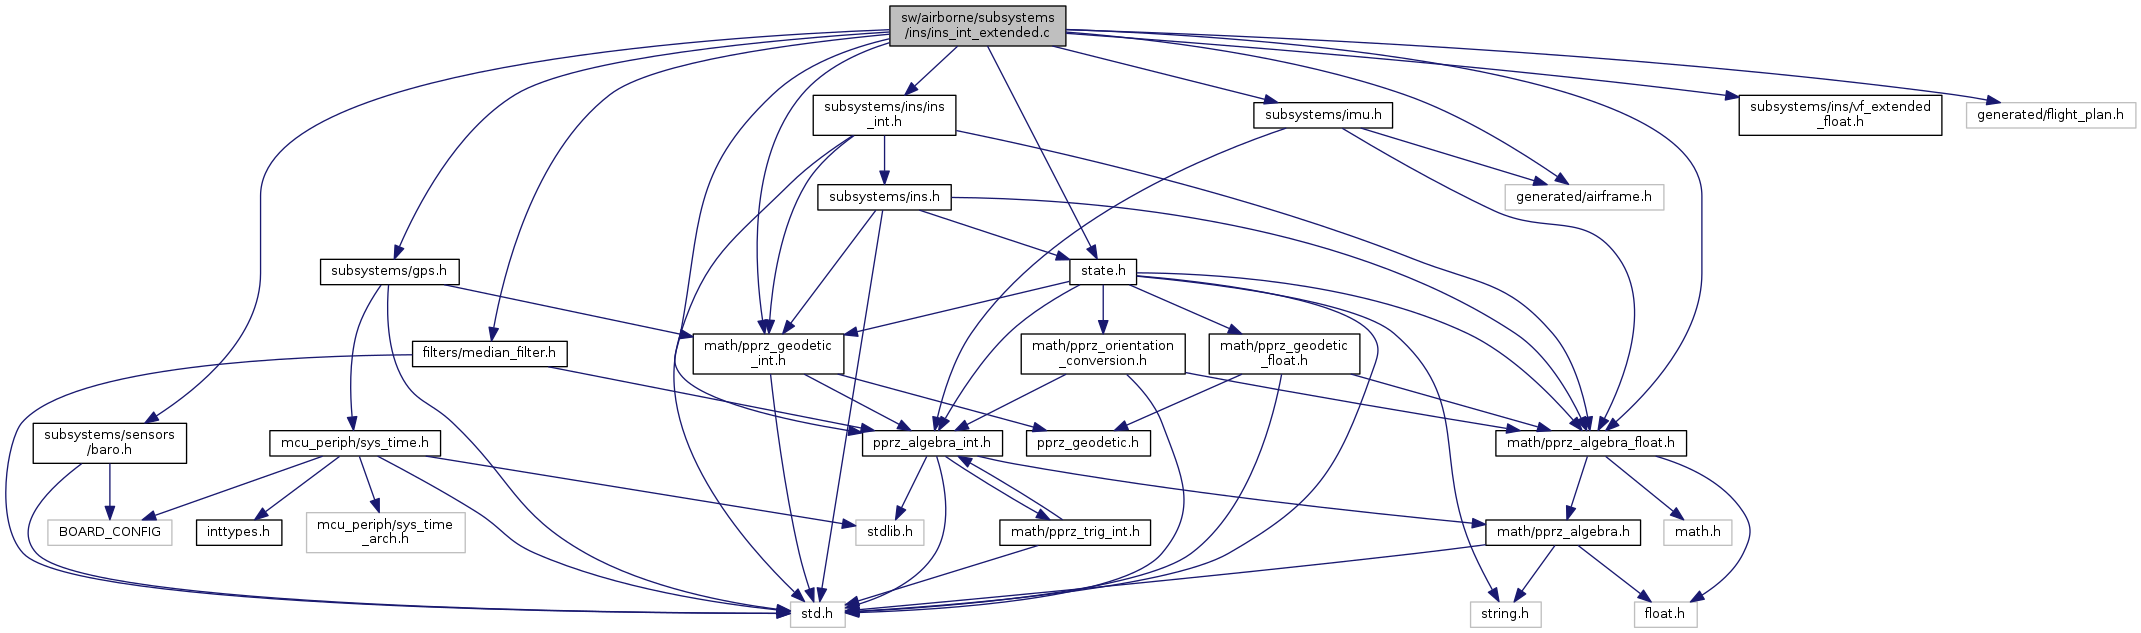 sw/airborne/subsystems
/ins/ins_int_extended.c
subsystems/ins/ins
_int.h
subsystems/imu.h
subsystems/ins/vf_extended
_float.h
generated/flight_plan.h
subsystems/ins.h
generated/airframe.h
subsystems/gps.h
state.h
filters/median_filter.h
math/pprz_geodetic
_int.h
math/pprz_orientation
_conversion.h
math/pprz_geodetic
_float.h
subsystems/sensors
/baro.h
mcu_periph/sys_time.h
pprz_algebra_int.h
pprz_geodetic.h
math/pprz_algebra_float.h
BOARD_CONFIG
inttypes.h
mcu_periph/sys_time
_arch.h
stdlib.h
math/pprz_trig_int.h
math/pprz_algebra.h
math.h
std.h
string.h
float.h